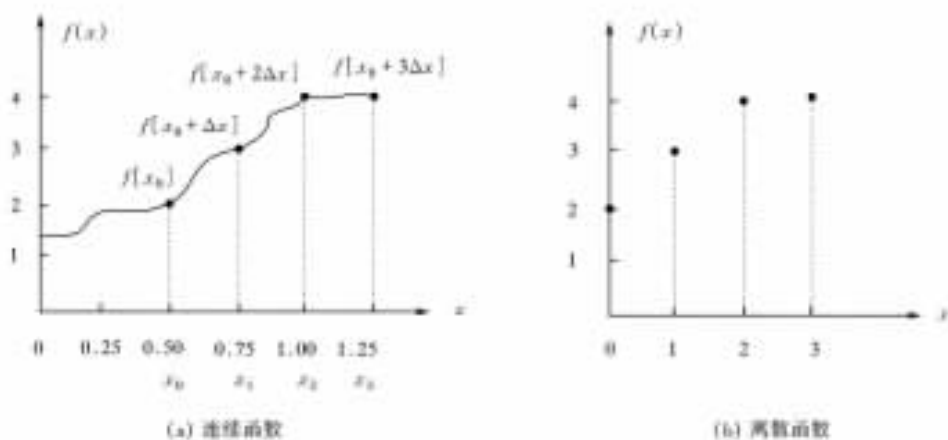 f(x)
f[x₀+2Δx] f[x₀+3Δx]
4
f[x₀+Δx]
3
f[x₀]
2
1
x
0 0.25 0.50 0.75 1.00 1.25
x₀ x₁ x₂ x₃
(a) 连续函数
f(x)
4
3
2
1
x
0 1 2 3
(b) 离散函数